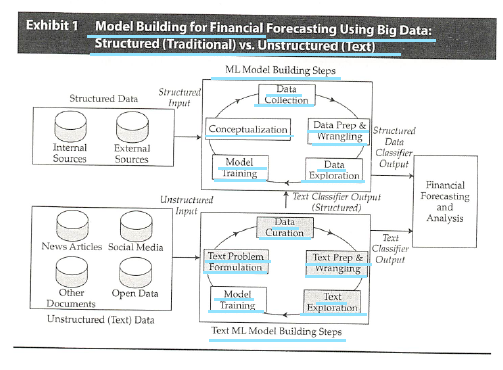 Exhibit 1 Model Building for Financial Forecasting Using Big Data:
Structured (Traditional) vs. Unstructured (Text)
ML Model Building Steps
Structured Data
Structured
Input
Data
Collection
Internal
Sources
External
Sources
Conceptualization
Data Prep &
Wrangling
Model
Training
Data
Exploration
Structured
Data
Classifier
Output
Financial
Forecasting
and
Analysis
Unstructured
Input
Text Classifier Output
(Structured)
News Articles
Social Media
Other
Documents
Open Data
Unstructured (Text) Data
Data
Curation
Text Problem
Formulation
Text Prep &
Wrangling
Model
Training
Text
Exploration
Text
Classifier
Output
Text ML Model Building Steps